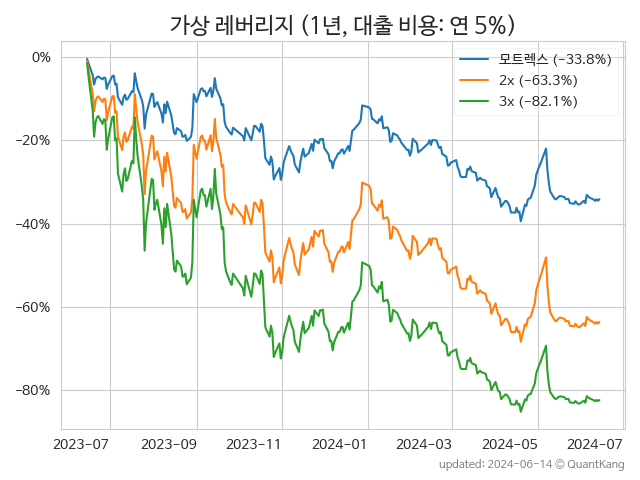 가상 레버리지 (1년, 대출 비용: 연 5%)
모트렉스 (−33.8%)
2x (−63.3%)
3x (−82.1%)
0%
−20%
−40%
−60%
−80%
2023-07 2023-09 2023-11 2024-01 2024-03 2024-05 2024-07
updated: 2024-06-14 © QuantKang